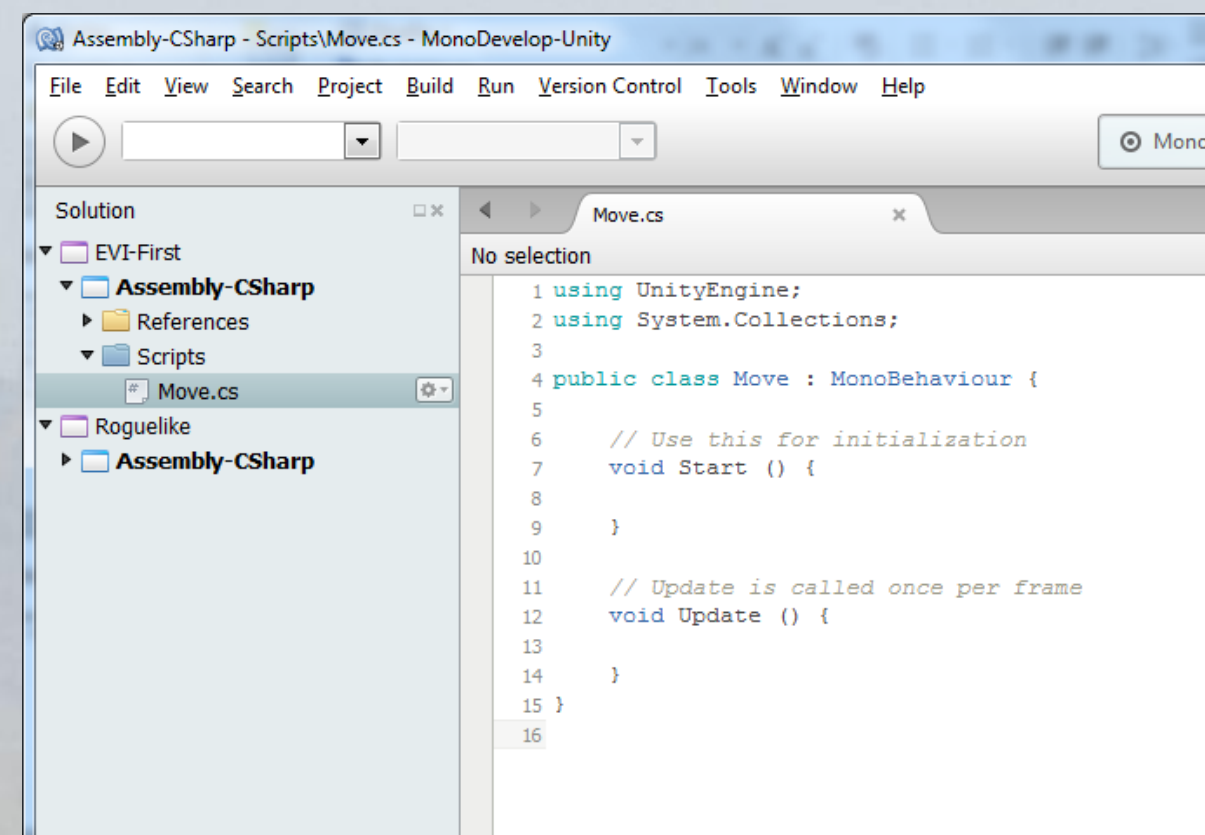 Assembly-CSharp - Scripts\Move.cs - MonoDevelop-Unity
File Edit View Search Project Build Run Version Control Tools Window Help
Mono
Solution
Move.cs
EVI-First
No selection
Assembly-CSharp
References
Scripts
Move.cs
Roguelike
Assembly-CSharp
1 using UnityEngine;
2 using System.Collections;
3
4 public class Move : MonoBehaviour {
5
6 // Use this for initialization
7 void Start () {
8
9 }
10
11 // Update is called once per frame
12 void Update () {
13
14 }
15 }
16